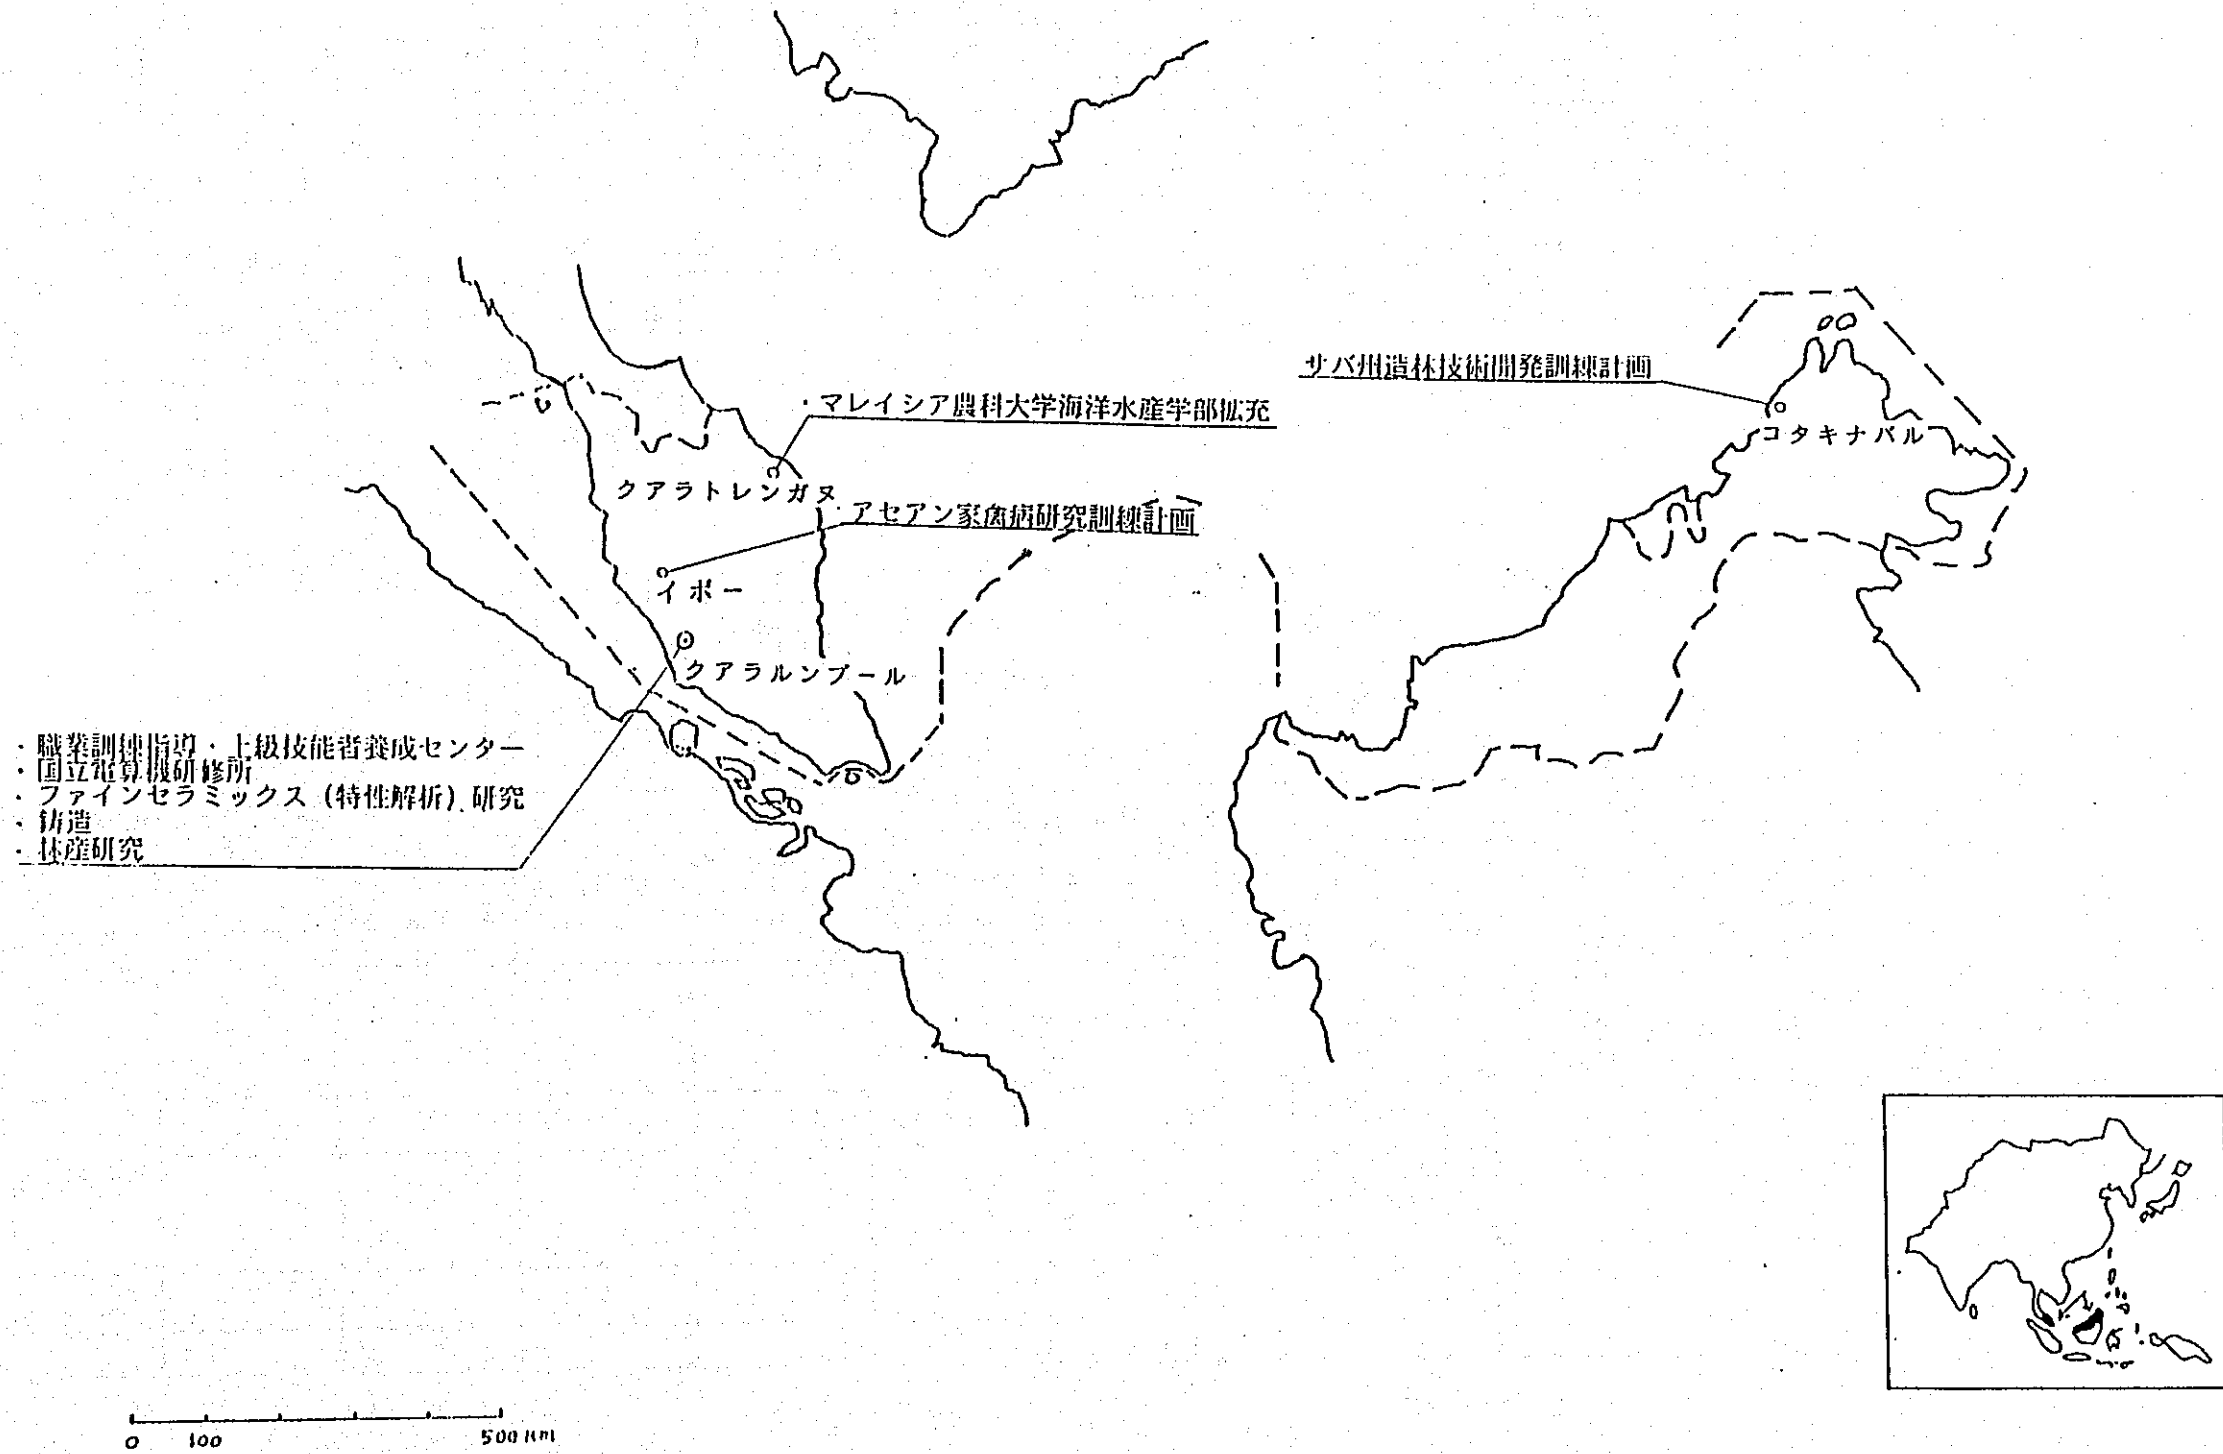 サバ州造林技術開発訓練計画
・マレイシア農科大学海洋水産学部拡充
コタキナバル
クアラトレンガヌ
・アセアン家禽病研究訓練計画
イポー
クアラルンプール
・職業訓練指導・上級技能者養成センター
・国立電算機研修所
・ファインセラミックス(特性解析)研究
・鋳造
・林産研究
0 100 500 Km